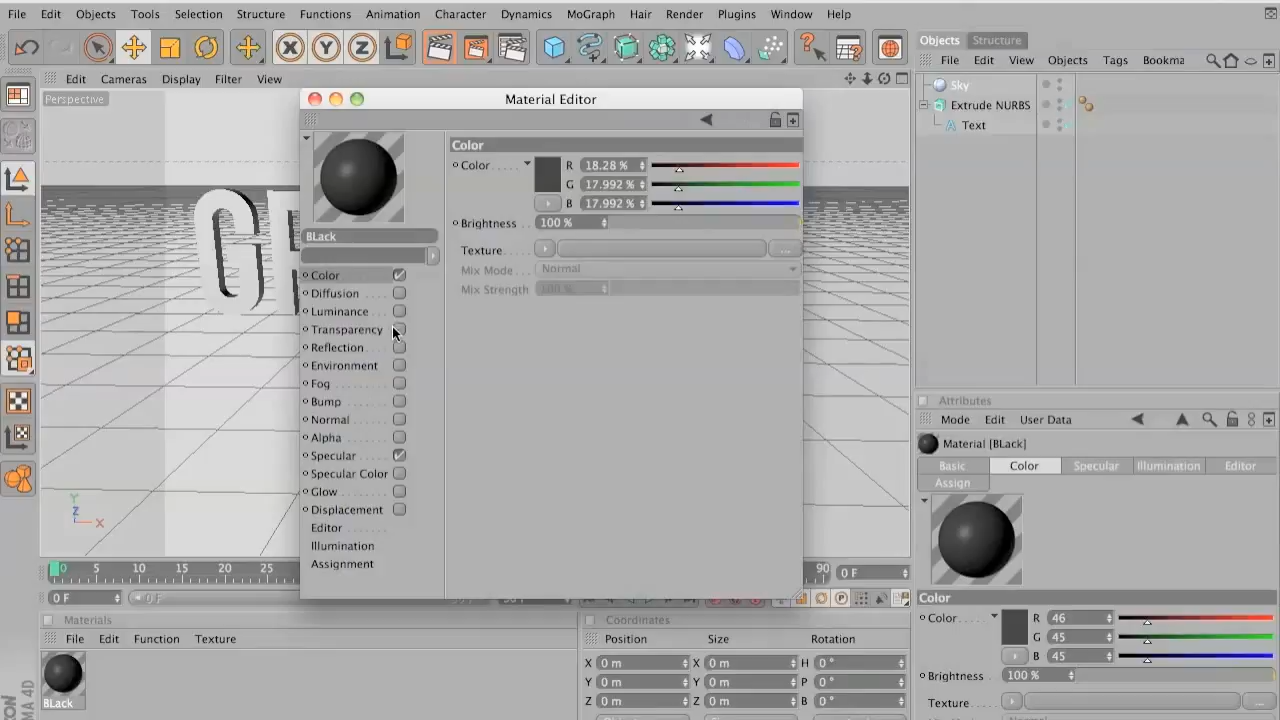 File Edit Objects Tools Selection Structure Functions Animation Character Dynamics MoGraph Hair Render Plugins Window Help
X Y Z
Objects Structure
File Edit View Objects Tags Bookma
Sky
Extrude NURBS
Text
Edit Cameras Display Filter View
Perspective
Material Editor
BLack
Color
Diffusion
Luminance
Transparency
Reflection
Environment
Fog
Bump
Normal
Alpha
Specular
Specular Color
Glow
Displacement
Editor
Illumination
Assignment
Color
Color R 18.28 %
G 17.992 %
B 17.992 %
Brightness 100 %
Texture ...
Mix Mode Normal
Mix Strength 100 %
Y
Z
X
Attributes
Mode Edit User Data
Material [BLack]
Basic Color Specular Illumination Editor
Assign
Color
Color R 46
G 45
B 45
Brightness 100 %
Texture ...
0 5 10 15 20 25 90 0 F
0 F 0 F
Materials
File Edit Function Texture
BLack
Coordinates
Position Size Rotation
X 0 m X 0 m H 0 °
Y 0 m Y 0 m P 0 °
Z 0 m Z 0 m B 0 °